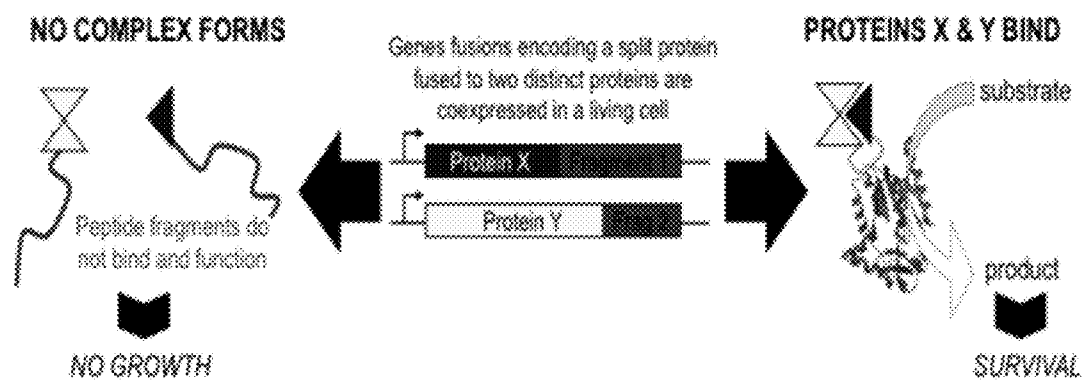 NO COMPLEX FORMS
Genes fusions encoding a split protein
fused to two distinct proteins are
coexpressed in a living cell
PROTEINS X & Y BIND
substrate
Protein X
Protein Y
Peptide fragments do
not bind and function
product
NO GROWTH
SURVIVAL